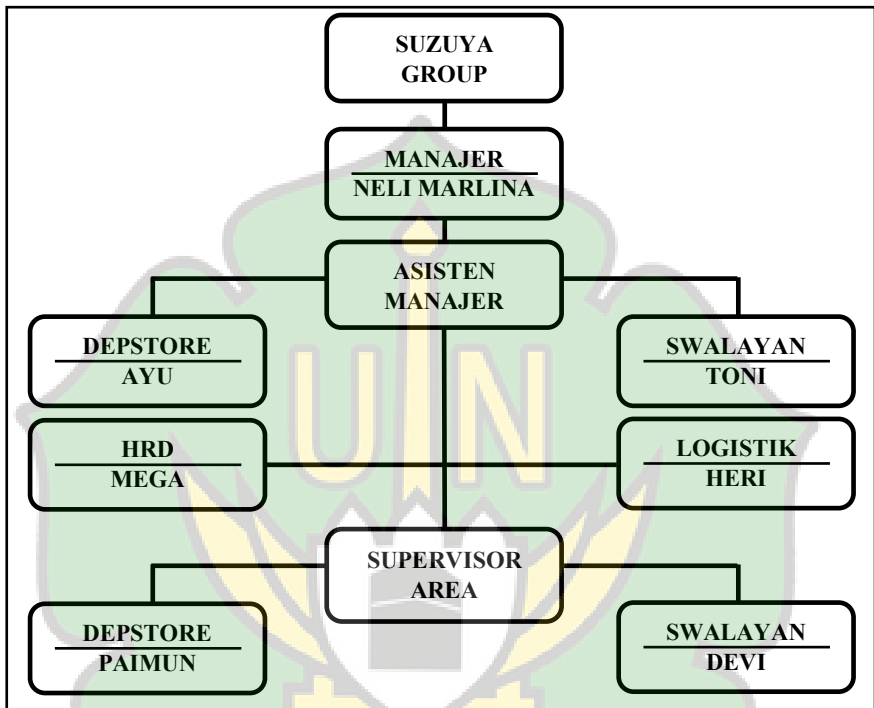 SUZUYA
GROUP
MANAJER
NELI MARLINA
ASISTEN
MANAJER
DEPSTORE
AYU
SWALAYAN
TONI
HRD
MEGA
LOGISTIK
HERI
SUPERVISOR
AREA
DEPSTORE
PAIMUN
SWALAYAN
DEVI
UIN